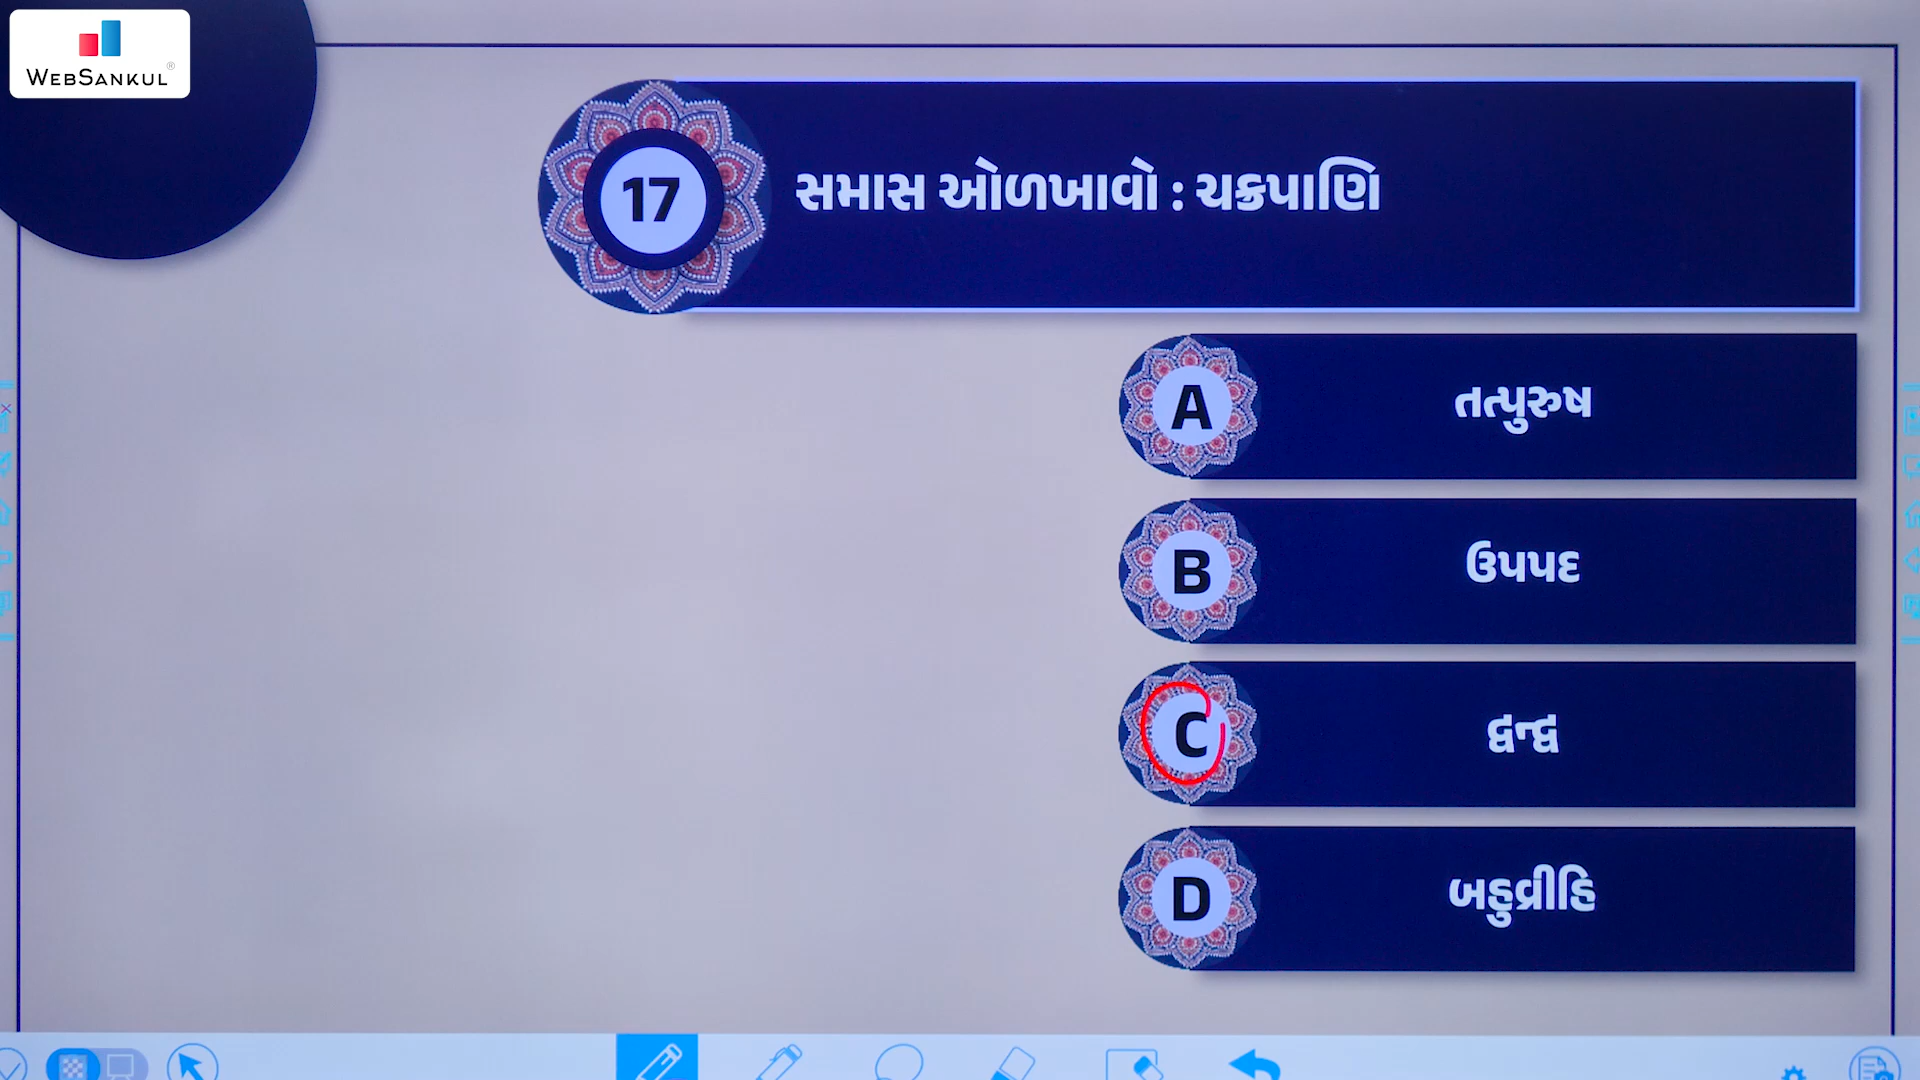 WEBSANKUL®
17
સમાસ ઓળખાવો : ચક્રપાણિ
A
તત્પુરુષ
B
ઉપપદ
C
દ્વન્દ્વ
D
બહુવ્રીહિ